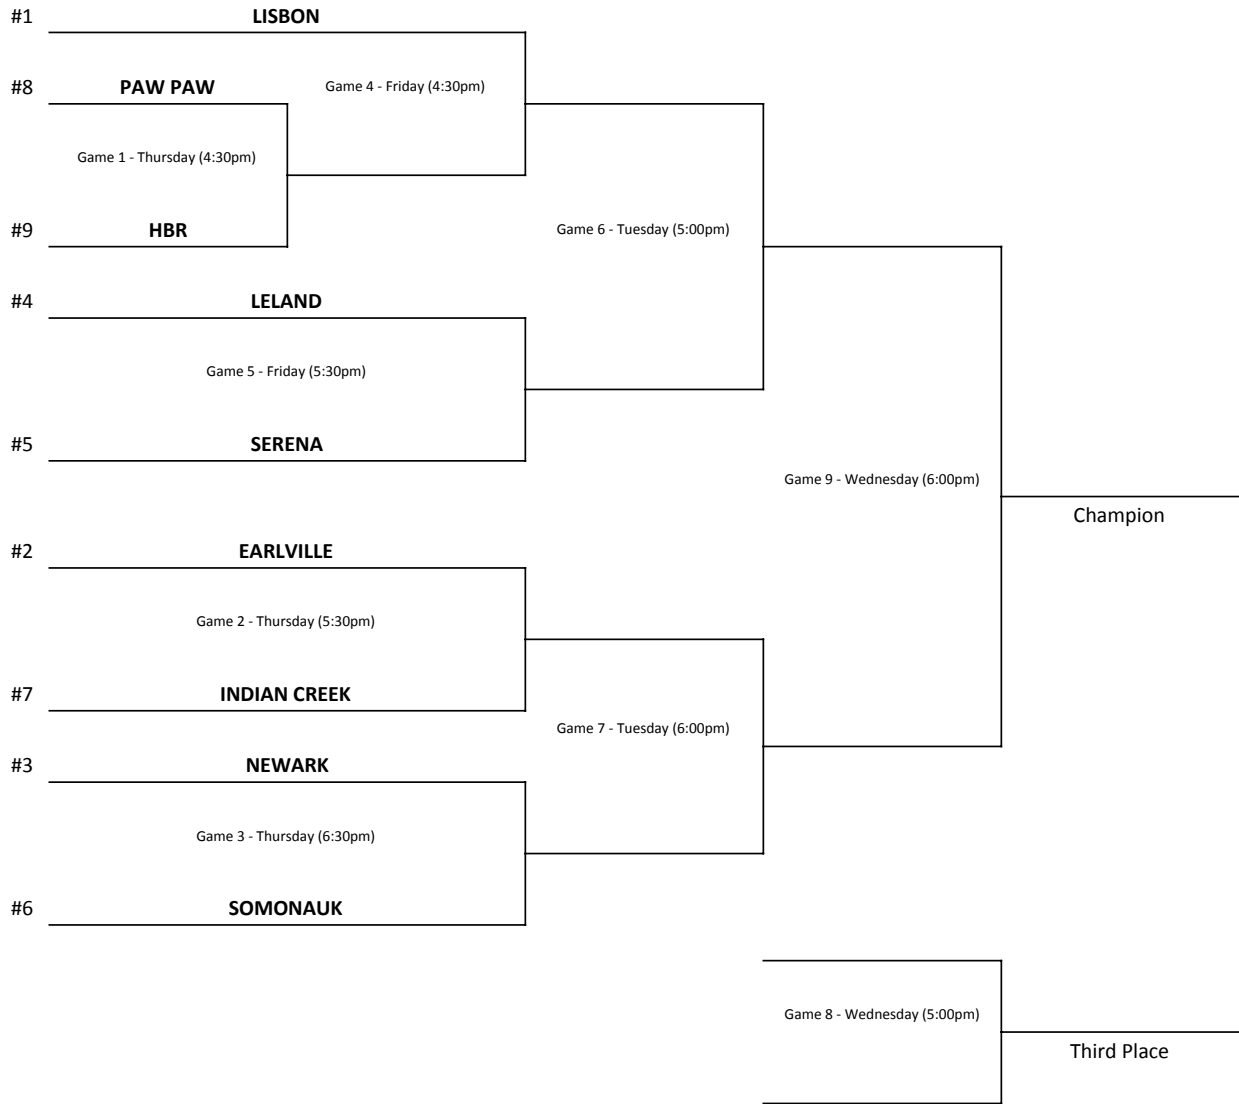 #1 LISBON
#8 PAW PAW
Game 4 - Friday (4:30pm)
Game 1 - Thursday (4:30pm)
#9 HBR
Game 6 - Tuesday (5:00pm)
#4 LELAND
Game 5 - Friday (5:30pm)
#5 SERENA
Game 9 - Wednesday (6:00pm)
Champion
#2 EARLVILLE
Game 2 - Thursday (5:30pm)
#7 INDIAN CREEK
Game 7 - Tuesday (6:00pm)
#3 NEWARK
Game 3 - Thursday (6:30pm)
#6 SOMONAUK
Game 8 - Wednesday (5:00pm)
Third Place